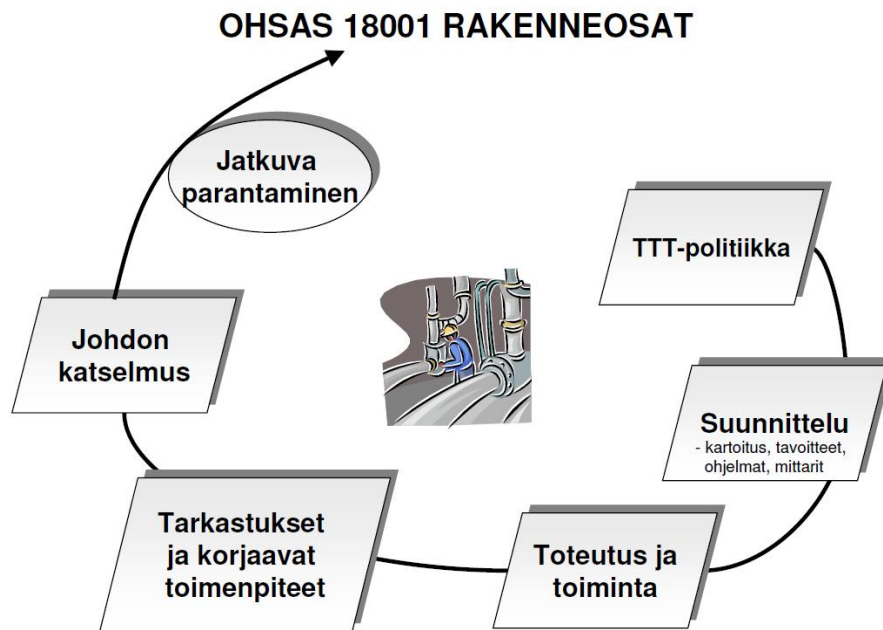 OHSAS 18001 RAKENNEOSAT
Jatkuva
parantaminen
TTT-politiikka
Johdon
katselmus
Suunnittelu
- kartoitus, tavoitteet,
ohjelmat, mittarit
Tarkastukset
ja korjaavat
toimenpiteet
Toteutus ja
toiminta